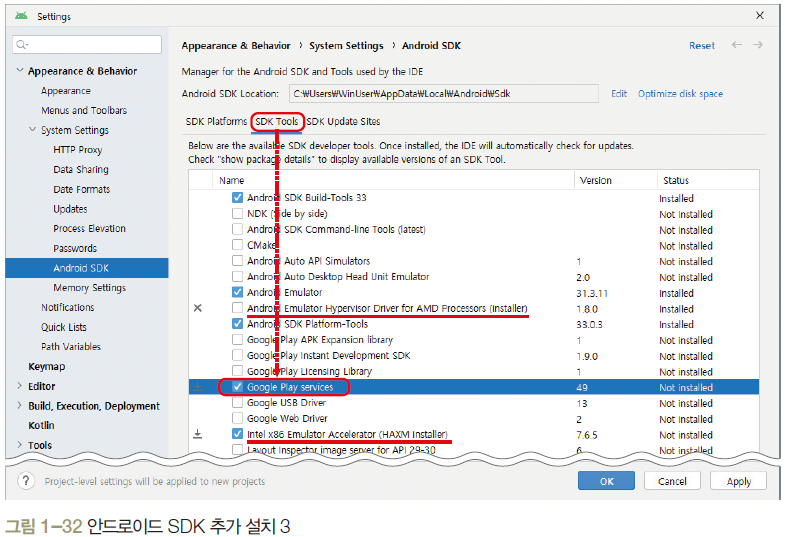 Settings
Appearance & Behavior › System Settings › Android SDK
Reset
Manager for the Android SDK and Tools used by the IDE
Android SDK Location: C:₩Users₩WinUser₩AppData₩Local₩Android₩Sdk Edit Optimize disk space
SDK Platforms SDK Tools SDK Update Sites
Below are the available SDK developer tools. Once installed, the IDE will automatically check for updates.
Check "show package details" to display available versions of an SDK Tool.
Name Version Status
Android SDK Build-Tools 33 Installed
NDK (Side by side) Not installed
Android SDK Command-line Tools (latest) Not installed
CMake Not installed
Android Auto API Simulators 1 Not installed
Android Auto Desktop Head Unit Emulator 2.0 Not installed
Android Emulator 31.3.11 Installed
Android Emulator Hypervisor Driver for AMD Processors (installer) 1.8.0 Installed
Android SDK Platform-Tools 33.0.3 Installed
Google Play APK Expansion library 1 Not installed
Google Play Instant Development SDK 1.9.0 Not installed
Google Play Licensing Library 1 Not installed
Google Play services 49 Not installed
Google USB Driver 13 Not installed
Google Web Driver 2 Not installed
Intel x86 Emulator Accelerator (HAXM installer) 7.6.5 Not installed
Layout Inspector image server for API 29-30 6 Not installed
Appearance & Behavior
Appearance
Menus and Toolbars
System Settings
HTTP Proxy
Data Sharing
Date Formats
Updates
Process Elevation
Passwords
Android SDK
Memory Settings
Notifications
Quick Lists
Path Variables
Keymap
Editor
Build, Execution, Deployment
Kotlin
Tools
? Project-level settings will be applied to new projects
OK Cancel Apply
그림 1-32 안드로이드 SDK 추가 설치 3